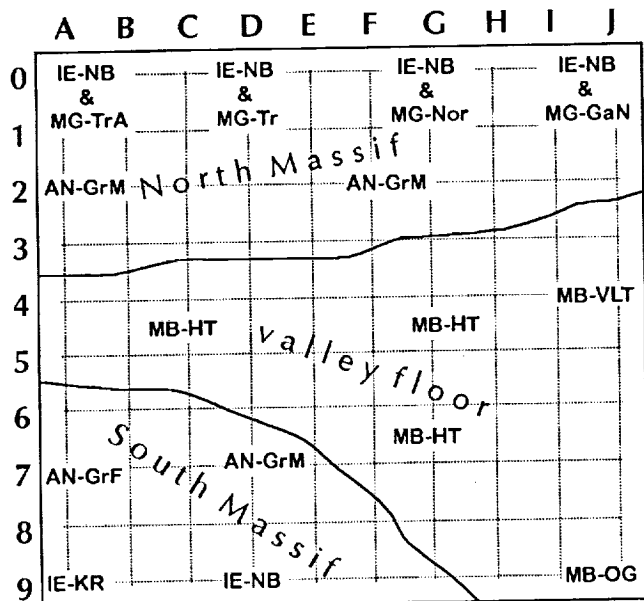 A B C D E F G H I J
0 IE-NB IE-NB IE-NB IE-NB
& & & &
1 MG-TrA MG-Tr MG-Nor MG-GaN
North Massif
2 AN-GrM AN-GrM
3
4 MB-VLT
MB-HT valley floor MB-HT
5
6 MB-HT
South Massif
7 AN-GrF AN-GrM
8
9 IE-KR IE-NB MB-OG